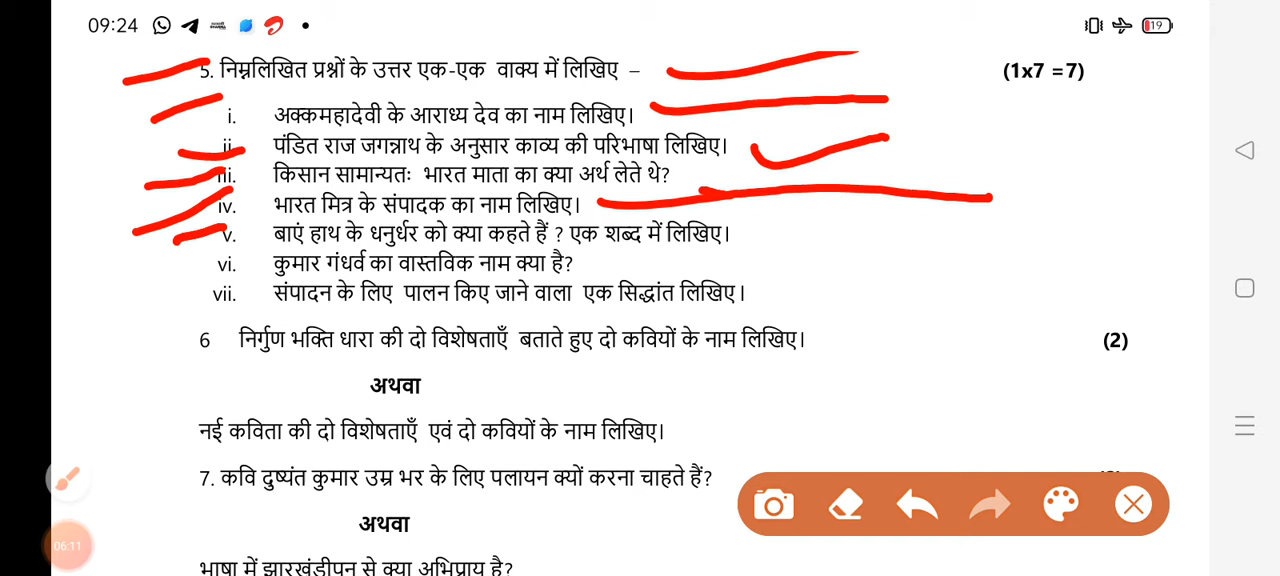 09:24
19
5. निम्नलिखित प्रश्नों के उत्तर एक-एक वाक्य में लिखिए – (1x7 =7)
i. अक्कमहादेवी के आराध्य देव का नाम लिखिए।
ii. पंडित राज जगन्नाथ के अनुसार काव्य की परिभाषा लिखिए।
iii. किसान सामान्यतः भारत माता का क्या अर्थ लेते थे?
iv. भारत मित्र के संपादक का नाम लिखिए।
v. बाएं हाथ के धनुर्धर को क्या कहते हैं ? एक शब्द में लिखिए।
vi. कुमार गंधर्व का वास्तविक नाम क्या है?
vii. संपादन के लिए पालन किए जाने वाला एक सिद्धांत लिखिए।
6 निर्गुण भक्ति धारा की दो विशेषताएँ बताते हुए दो कवियों के नाम लिखिए। (2)
अथवा
नई कविता की दो विशेषताएँ एवं दो कवियों के नाम लिखिए।
7. कवि दुष्यंत कुमार उम्र भर के लिए पलायन क्यों करना चाहते हैं?
अथवा
भाषा में झारखंडीपन से क्या अभिप्राय है?
06:11